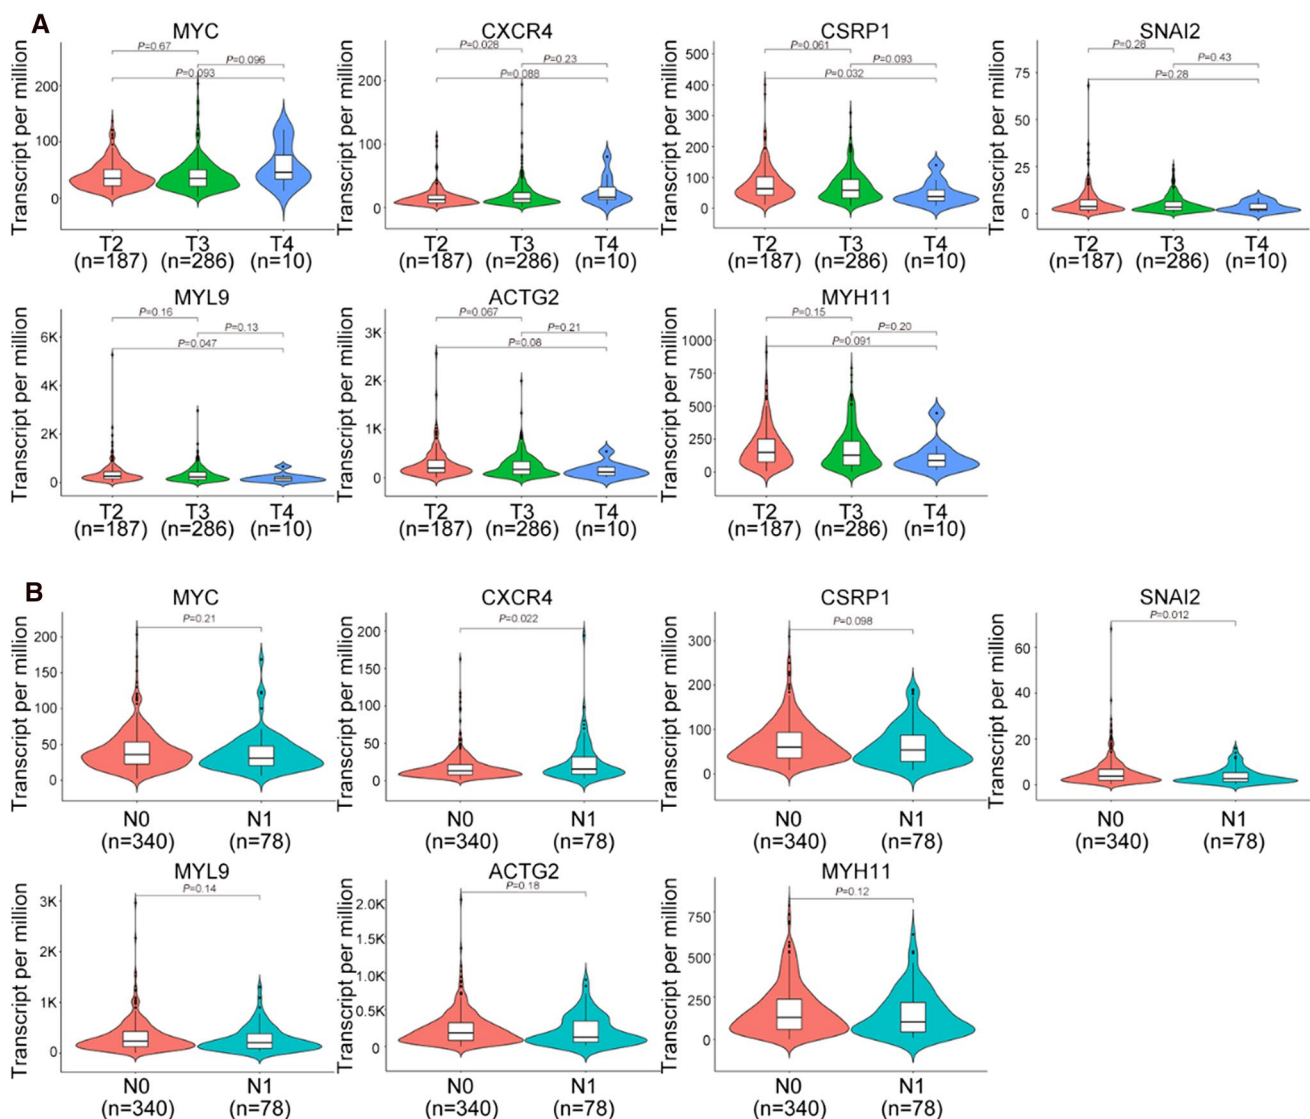 A
MYC
CXCR4
CSRP1
SNAI2
Transcript per million
200
100
0
P=0.67
P=0.096
P=0.093
T2
T3
T4
(n=187)
(n=286)
(n=10)
Transcript per million
200
100
0
P=0.028
P=0.23
P=0.088
T2
T3
T4
(n=187)
(n=286)
(n=10)
Transcript per million
500
400
300
200
100
0
P=0.061
P=0.093
P=0.032
T2
T3
T4
(n=187)
(n=286)
(n=10)
Transcript per million
75
50
25
0
P=0.28
P=0.43
P=0.28
T2
T3
T4
(n=187)
(n=286)
(n=10)
MYL9
ACTG2
MYH11
Transcript per million
6K
4K
2K
0
P=0.16
P=0.13
P=0.047
T2
T3
T4
(n=187)
(n=286)
(n=10)
Transcript per million
3K
2K
1K
0
P=0.067
P=0.21
P=0.08
T2
T3
T4
(n=187)
(n=286)
(n=10)
Transcript per million
1000
750
500
250
0
P=0.15
P=0.20
P=0.091
T2
T3
T4
(n=187)
(n=286)
(n=10)
B
MYC
CXCR4
CSRP1
SNAI2
Transcript per million
200
150
100
50
0
P=0.21
N0
N1
(n=340)
(n=78)
Transcript per million
200
150
100
50
0
P=0.022
N0
N1
(n=340)
(n=78)
Transcript per million
300
200
100
0
P=0.098
N0
N1
(n=340)
(n=78)
Transcript per million
60
40
20
0
P=0.012
N0
N1
(n=340)
(n=78)
MYL9
ACTG2
MYH11
Transcript per million
3K
2K
1K
0
P=0.14
N0
N1
(n=340)
(n=78)
Transcript per million
2.0K
1.5K
1.0K
0.5K
0
P=0.18
N0
N1
(n=340)
(n=78)
Transcript per million
750
500
250
0
P=0.12
N0
N1
(n=340)
(n=78)